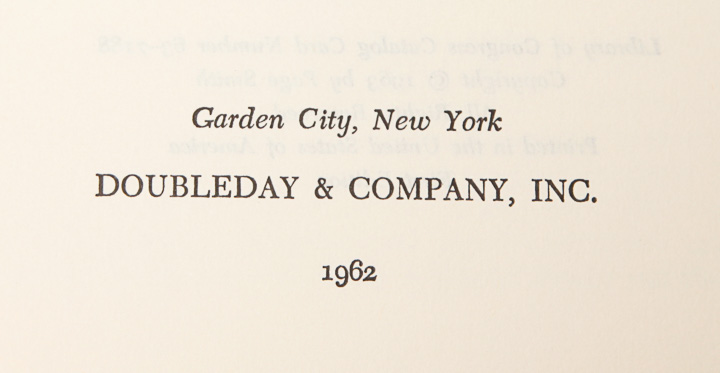 Garden City, New York
DOUBLEDAY & COMPANY, INC.
1962